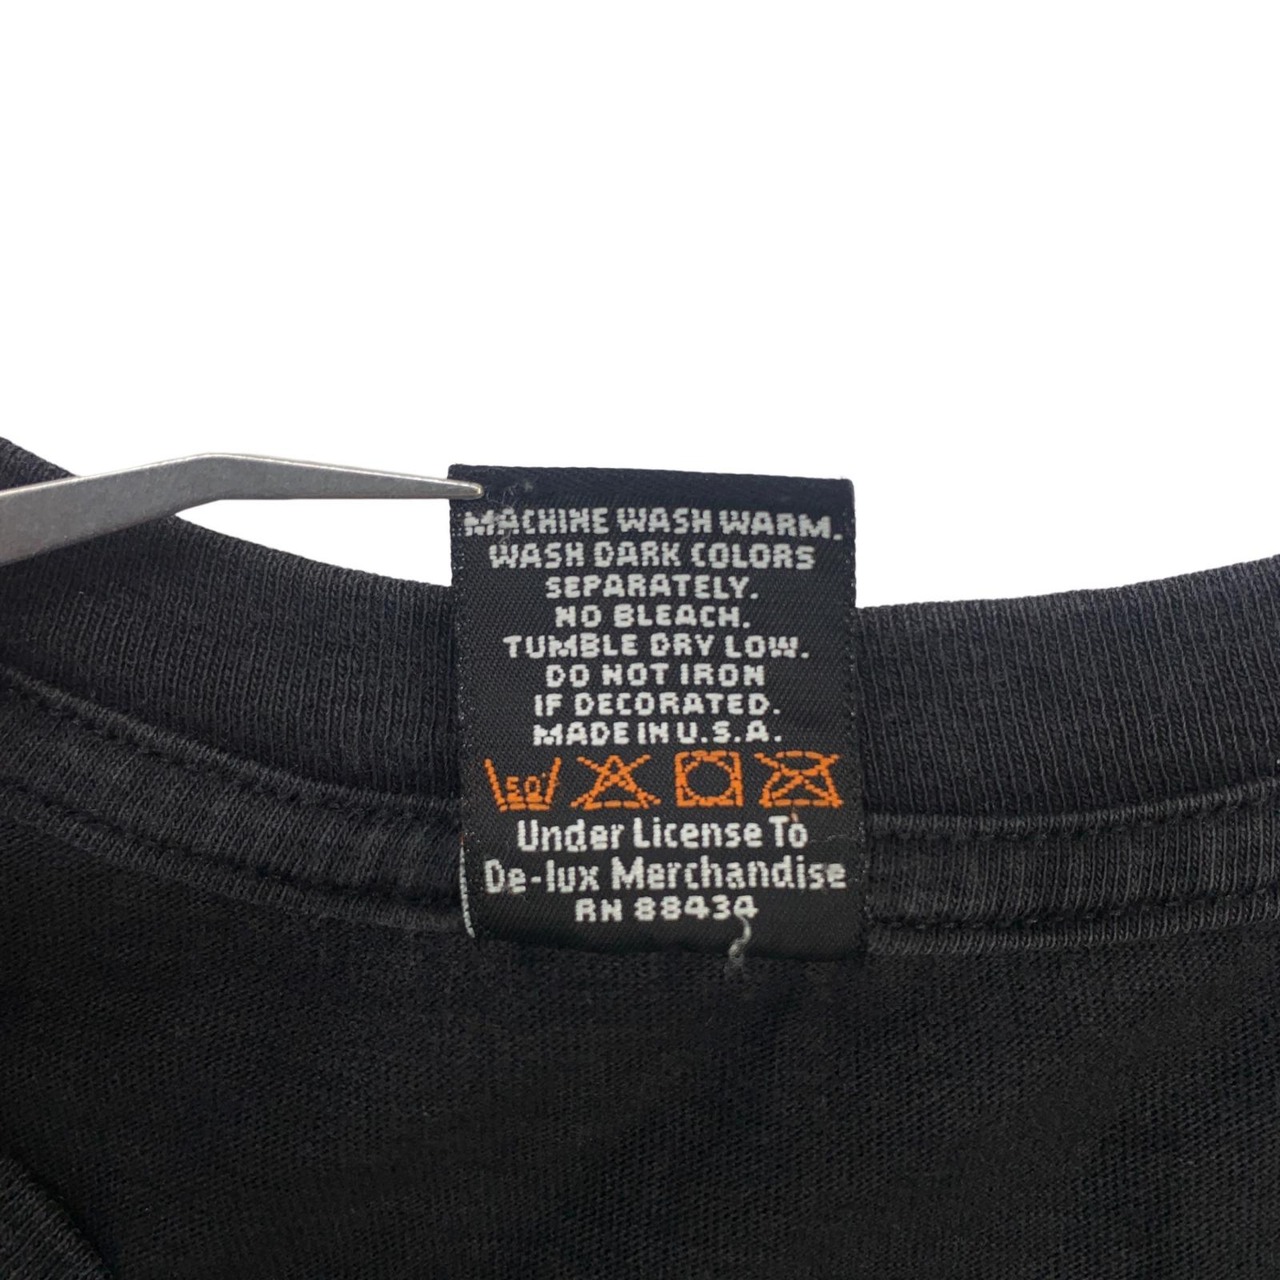 MACHINE WASH WARM.
WASH DARK COLORS
SEPARATELY.
NO BLEACH.
TUMBLE DRY LOW.
DO NOT IRON
IF DECORATED.
MADE IN U.S.A.
50°
Under License To
De-lux Merchandise
RN 88434